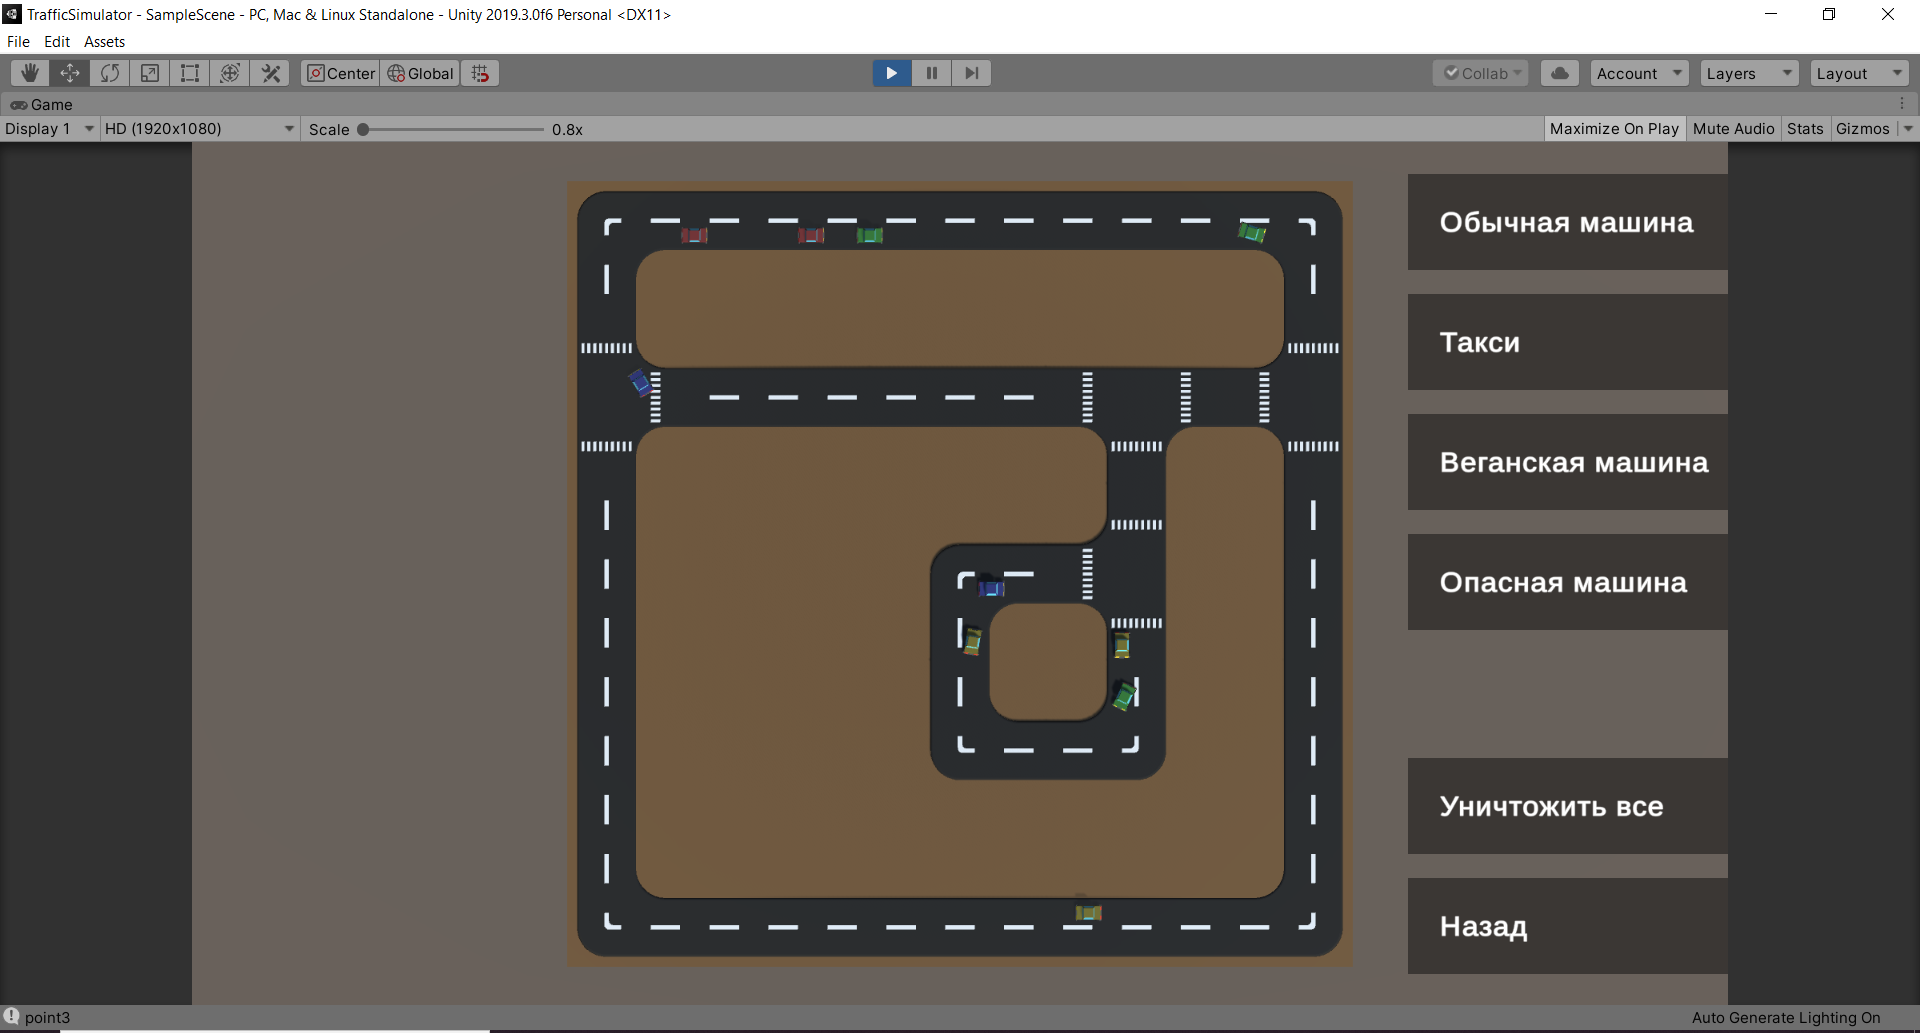 TrafficSimulator - SampleScene - PC, Mac & Linux Standalone - Unity 2019.3.0f6 Personal <DX11>
File Edit Assets
Center Global Collab Account Layers Layout
Game
Display 1 HD (1920x1080) Scale 0.8x Maximize On Play Mute Audio Stats Gizmos
Обычная машина
Такси
Веганская машина
Опасная машина
Уничтожить все
Назад
point3 Auto Generate Lighting On